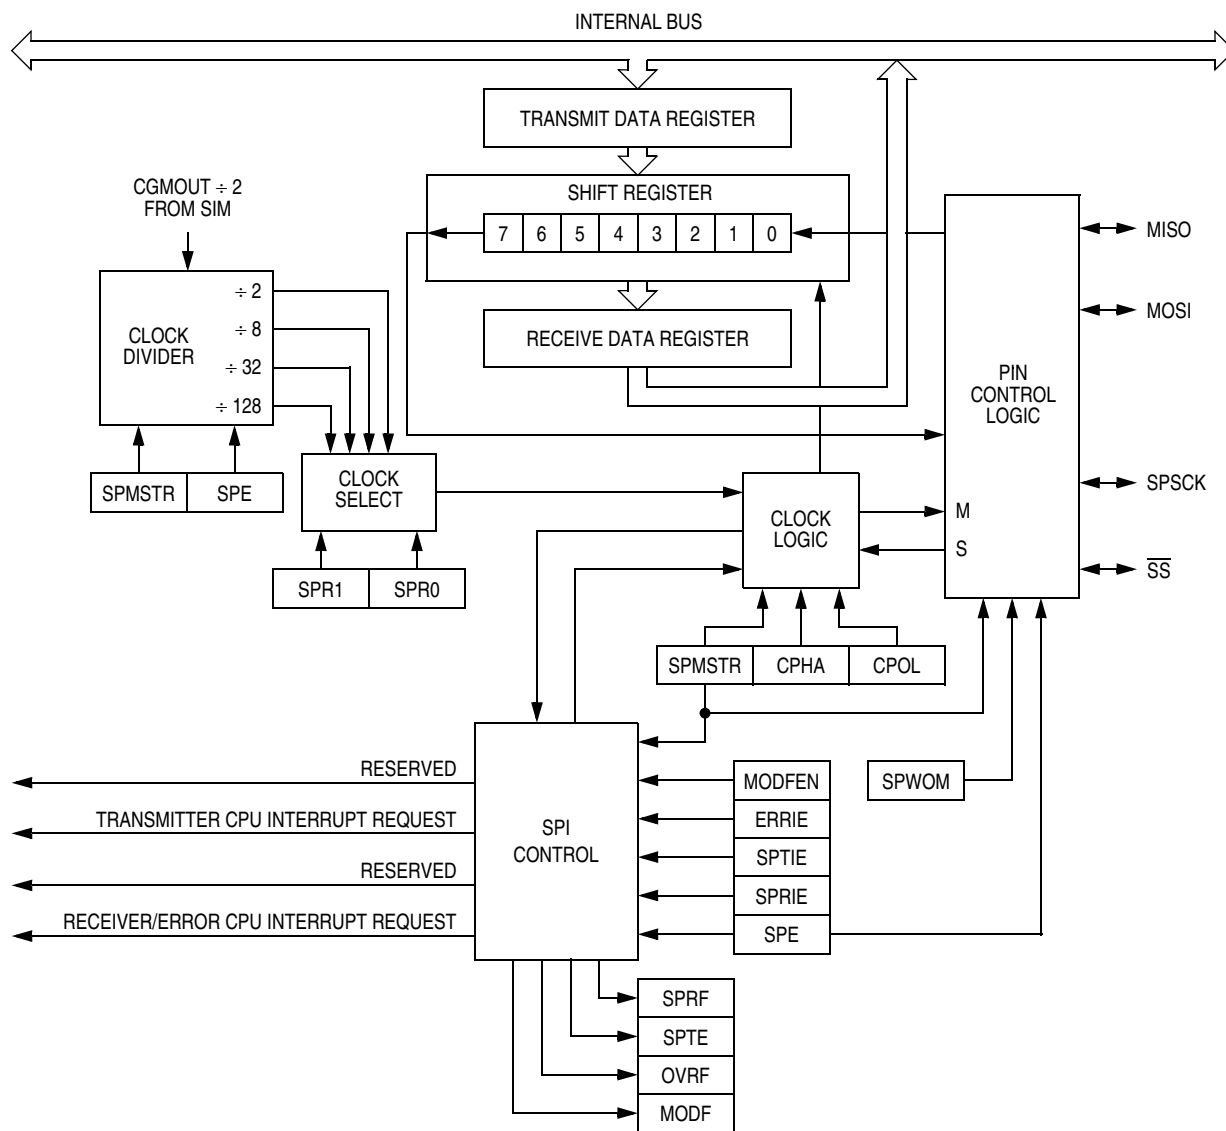 INTERNAL BUS
TRANSMIT DATA REGISTER
SHIFT REGISTER
7 6 5 4 3 2 1 0
RECEIVE DATA REGISTER
CGMOUT ÷ 2
FROM SIM
CLOCK
DIVIDER
÷ 2
÷ 8
÷ 32
÷ 128
SPMSTR SPE
CLOCK
SELECT
SPR1 SPR0
CLOCK
LOGIC
M
S
PIN
CONTROL
LOGIC
MISO
MOSI
SPSCK
S̅S̅
SPMSTR CPHA CPOL
SPWOM
SPI
CONTROL
MODFEN
ERRIE
SPTIE
SPRIE
SPE
RESERVED
TRANSMITTER CPU INTERRUPT REQUEST
RESERVED
RECEIVER/ERROR CPU INTERRUPT REQUEST
SPRF
SPTE
OVRF
MODF